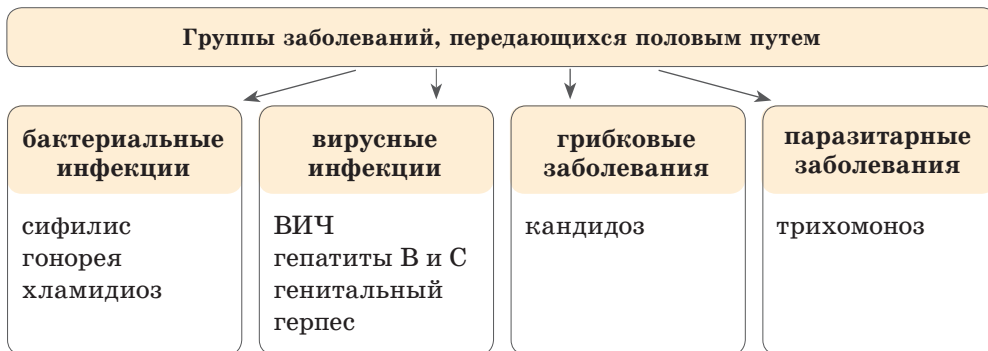 Группы заболеваний, передающихся половым путем
бактериальные
инфекции
сифилис
гонорея
хламидиоз
вирусные
инфекции
ВИЧ
гепатиты B и C
генитальный
герпес
грибковые
заболевания
кандидоз
паразитарные
заболевания
трихомоноз